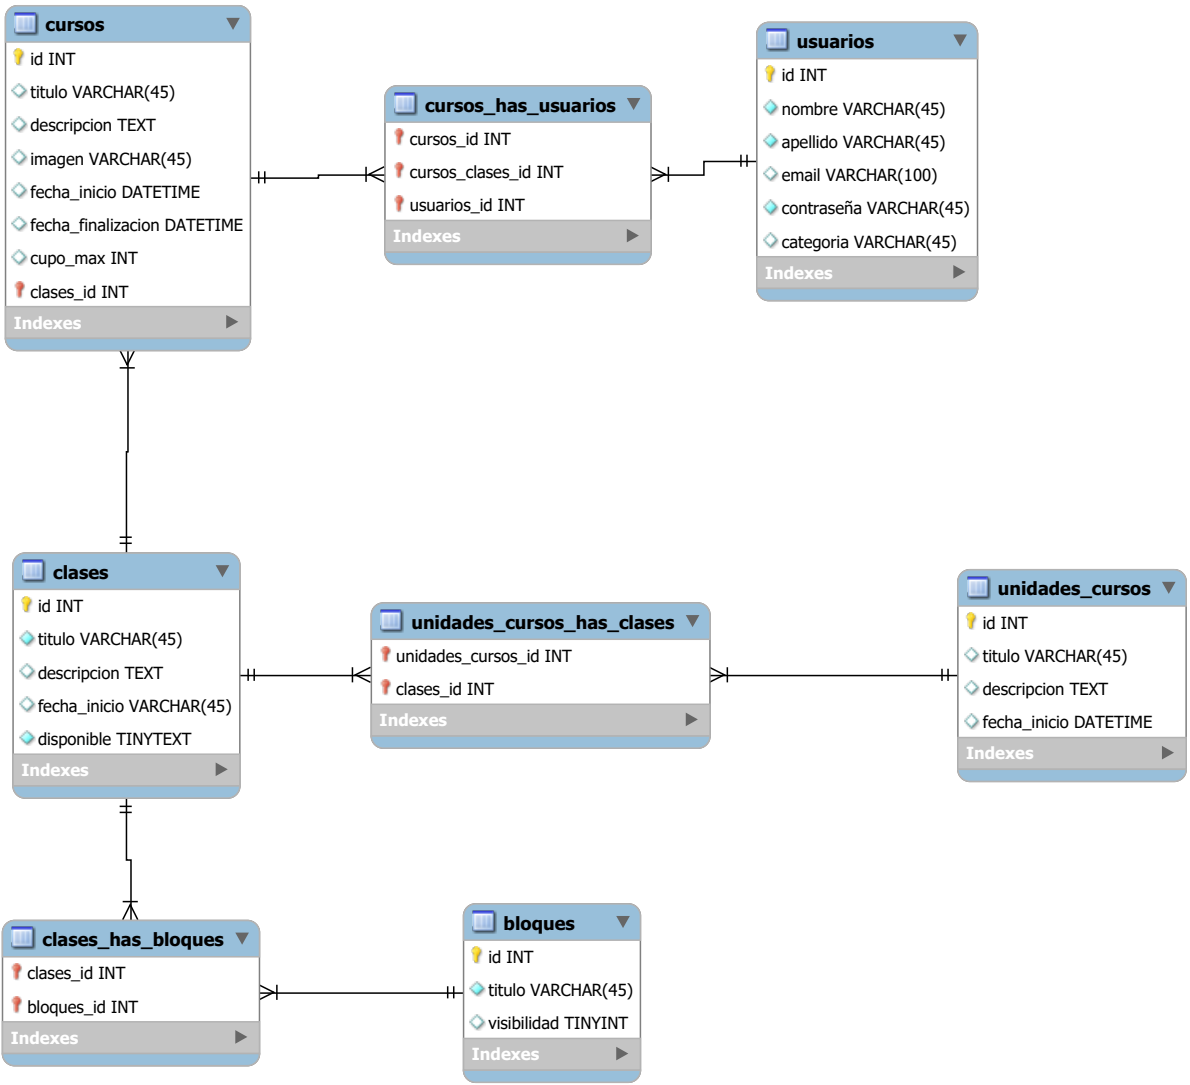 cursos
id INT
titulo VARCHAR(45)
descripcion TEXT
imagen VARCHAR(45)
fecha_inicio DATETIME
fecha_finalizacion DATETIME
cupo_max INT
clases_id INT
Indexes
cursos_has_usuarios
cursos_id INT
cursos_clases_id INT
usuarios_id INT
Indexes
usuarios
id INT
nombre VARCHAR(45)
apellido VARCHAR(45)
email VARCHAR(100)
contraseña VARCHAR(45)
categoria VARCHAR(45)
Indexes
clases
id INT
titulo VARCHAR(45)
descripcion TEXT
fecha_inicio VARCHAR(45)
disponible TINYTEXT
Indexes
unidades_cursos_has_clases
unidades_cursos_id INT
clases_id INT
Indexes
unidades_cursos
id INT
titulo VARCHAR(45)
descripcion TEXT
fecha_inicio DATETIME
Indexes
clases_has_bloques
clases_id INT
bloques_id INT
Indexes
bloques
id INT
titulo VARCHAR(45)
visibilidad TINYINT
Indexes